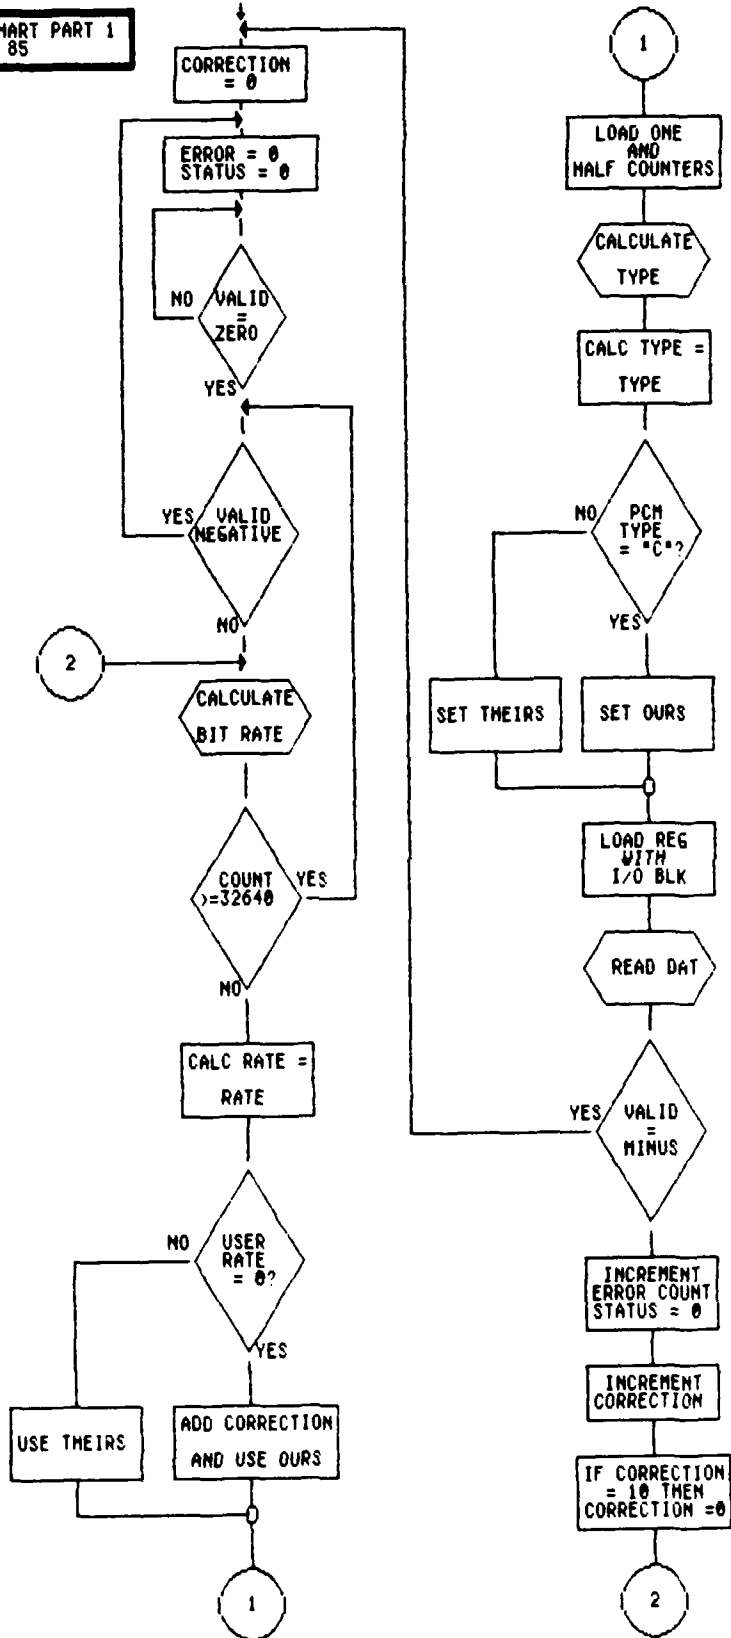 HART PART 1
85
CORRECTION
= 0
ERROR = 0
STATUS = 0
NO
VALID
=
ZERO
YES
YES
VALID
NEGATIVE
NO
2
CALCULATE
BIT RATE
COUNT
>=32640
YES
NO
CALC RATE =
RATE
NO
USER
RATE
= 0?
YES
USE THEIRS
ADD CORRECTION
AND USE OURS
1
1
LOAD ONE
AND
HALF COUNTERS
CALCULATE
TYPE
CALC TYPE =
TYPE
NO
PCM
TYPE
= "C"?
YES
SET THEIRS
SET OURS
LOAD REG
WITH
I/O BLK
READ DAT
YES
VALID
=
MINUS
INCREMENT
ERROR COUNT
STATUS = 0
INCREMENT
CORRECTION
IF CORRECTION
= 10 THEN
CORRECTION =0
2